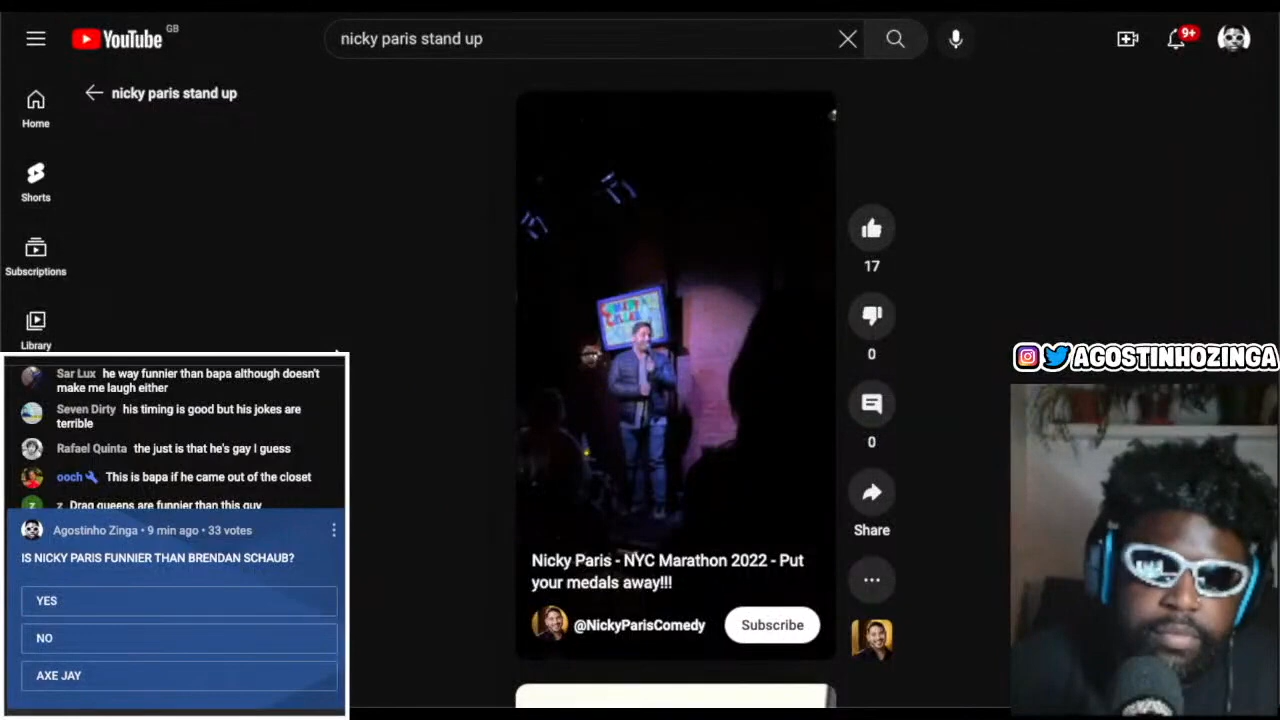 YouTube GB
nicky paris stand up
9+
nicky paris stand up
Home
Shorts
Subscriptions
Library
17
0
0
Share
Nicky Paris - NYC Marathon 2022 - Put
your medals away!!!
@NickyParisComedy
Subscribe
Sar Lux he way funnier than bapa although doesn't
make me laugh either
Seven Dirty his timing is good but his jokes are
terrible
Rafael Quinta the just is that he's gay I guess
ooch This is bapa if he came out of the closet
z Drag queens are funnier than this guy
Agostinho Zinga • 9 min ago • 33 votes
IS NICKY PARIS FUNNIER THAN BRENDAN SCHAUB?
YES
NO
AXE JAY
AGOSTINHOZINGA